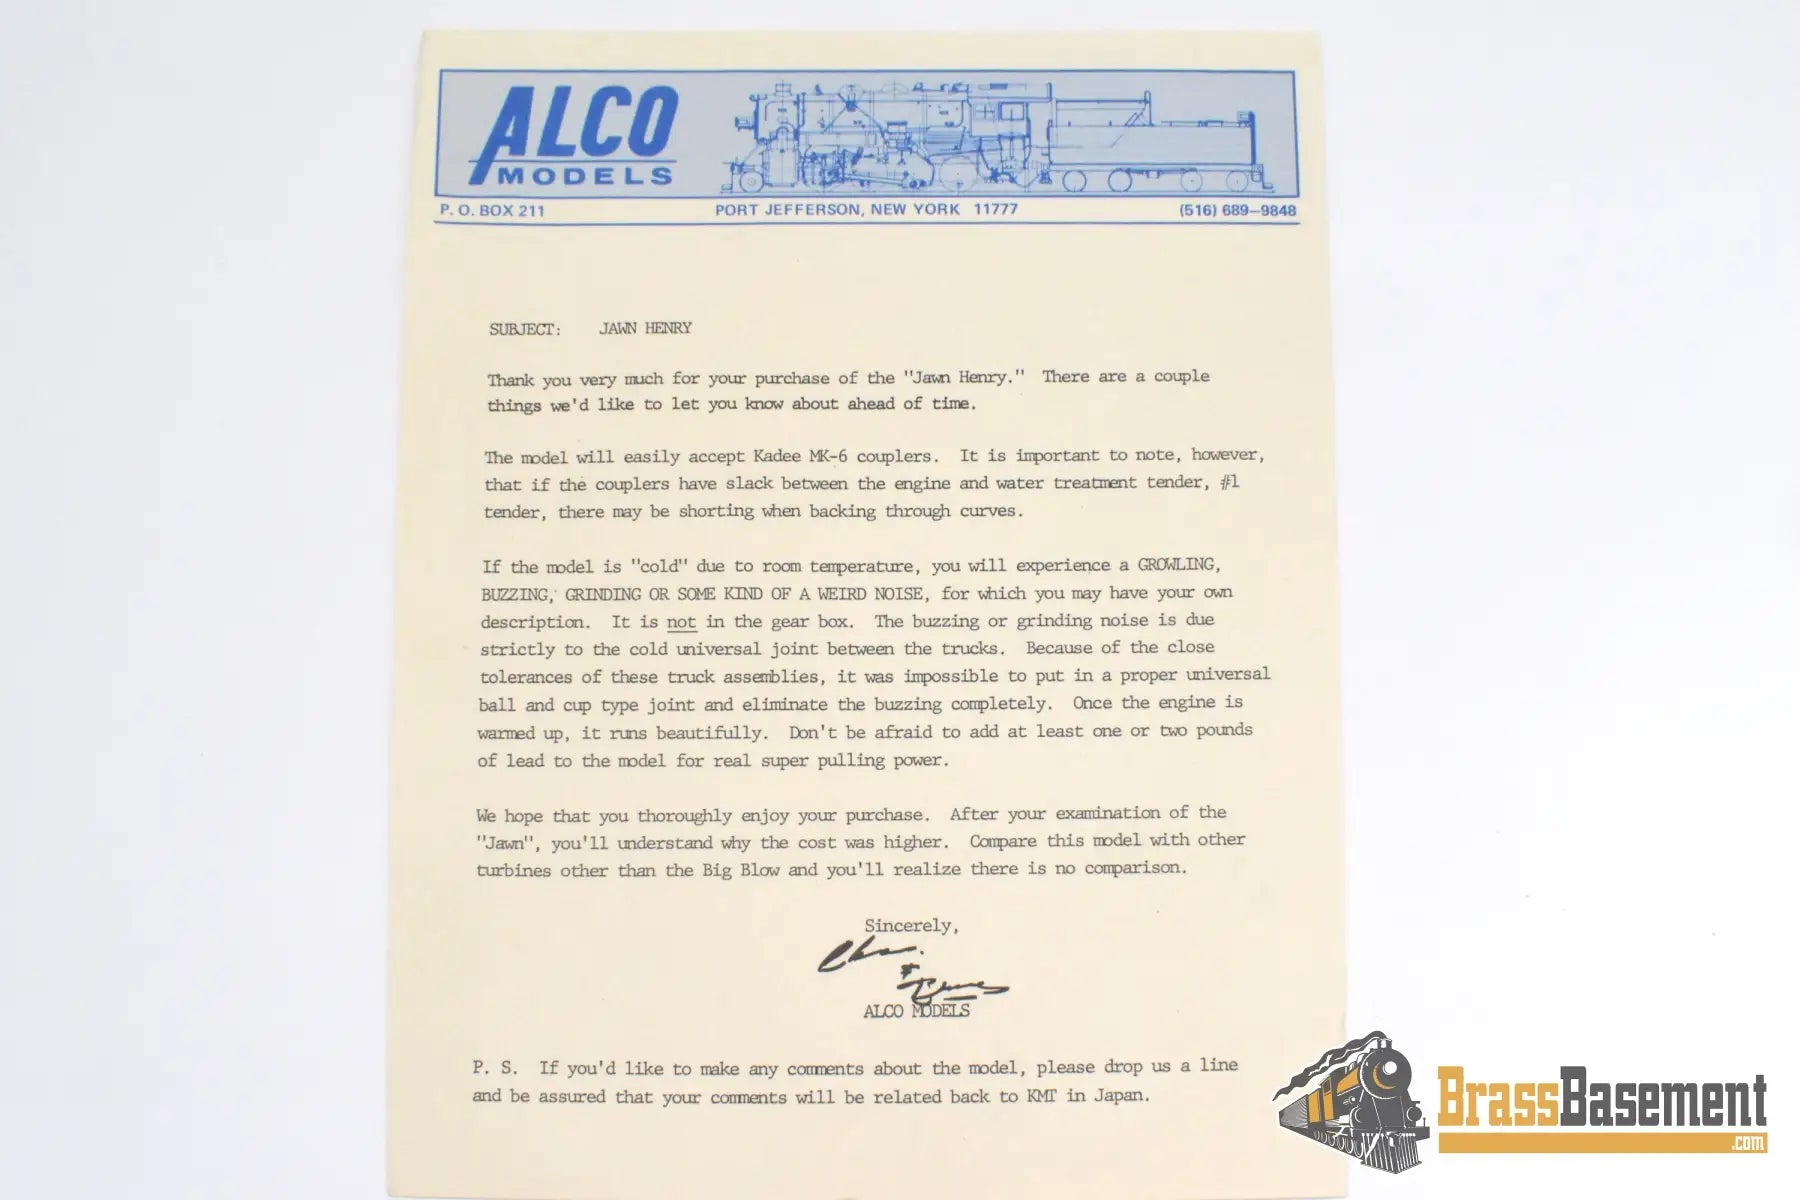 ALCO
MODELS
P. O. BOX 211 PORT JEFFERSON, NEW YORK 11777 (516) 689–9848
SUBJECT: JAWN HENRY
Thank you very much for your purchase of the "Jawn Henry." There are a couple
things we'd like to let you know about ahead of time.
The model will easily accept Kadee MK-6 couplers. It is important to note, however,
that if the couplers have slack between the engine and water treatment tender, #1
tender, there may be shorting when backing through curves.
If the model is "cold" due to room temperature, you will experience a GROWLING,
BUZZING, GRINDING OR SOME KIND OF A WEIRD NOISE, for which you may have your own
description. It is not in the gear box. The buzzing or grinding noise is due
strictly to the cold universal joint between the trucks. Because of the close
tolerances of these truck assemblies, it was impossible to put in a proper universal
ball and cup type joint and eliminate the buzzing completely. Once the engine is
warmed up, it runs beautifully. Don't be afraid to add at least one or two pounds
of lead to the model for real super pulling power.
We hope that you thoroughly enjoy your purchase. After your examination of the
"Jawn", you'll understand why the cost was higher. Compare this model with other
turbines other than the Big Blow and you'll realize there is no comparison.
Sincerely,
&
ALCO MODELS
P. S. If you'd like to make any comments about the model, please drop us a line
and be assured that your comments will be related back to KMT in Japan.
BrassBasement
.com